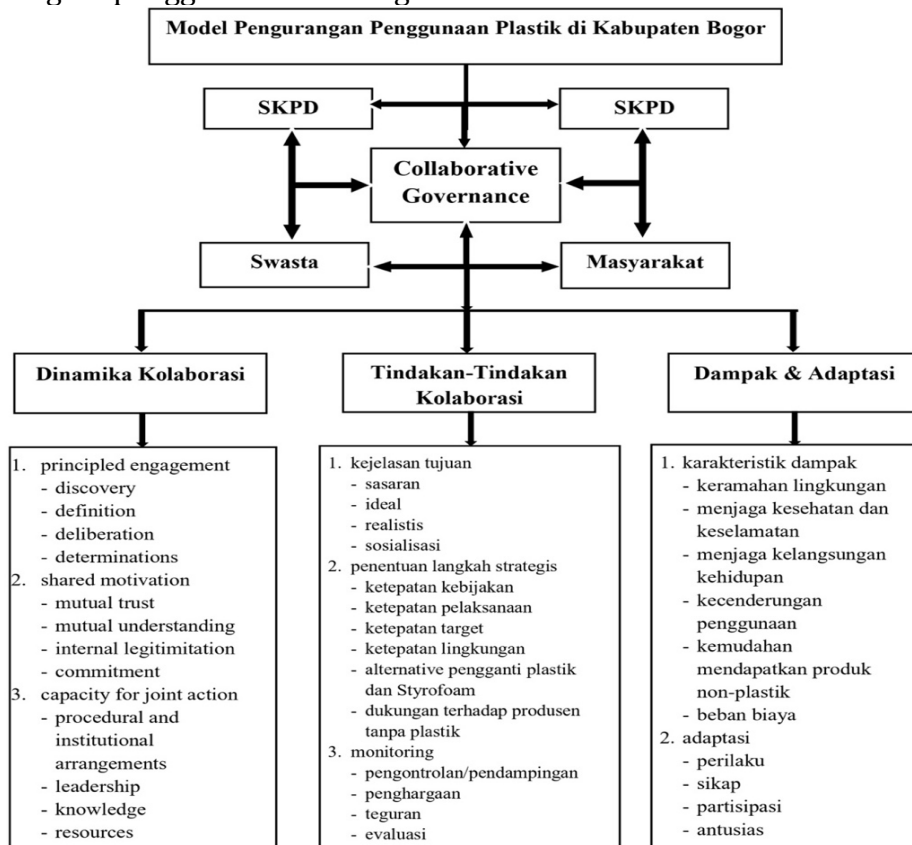 Model Pengurangan Penggunaan Plastik di Kabupaten Bogor
SKPD
SKPD
Collaborative
Governance
Swasta
Masyarakat
Dinamika Kolaborasi
1. principled engagement
- discovery
- definition
- deliberation
- determinations
2. shared motivation
- mutual trust
- mutual understanding
- internal legitimitation
- commitment
3. capacity for joint action
- procedural and
institutional
arrangements
- leadership
- knowledge
- resources
Tindakan-Tindakan
Kolaborasi
1. kejelasan tujuan
- sasaran
- ideal
- realistis
- sosialisasi
2. penentuan langkah strategis
- ketepatan kebijakan
- ketepatan pelaksanaan
- ketepatan target
- ketepatan lingkungan
- alternative pengganti plastik
dan Styrofoam
- dukungan terhadap produsen
tanpa plastik
3. monitoring
- pengontrolan/pendampingan
- penghargaan
- teguran
- evaluasi
Dampak & Adaptasi
1. karakteristik dampak
- keramahan lingkungan
- menjaga kesehatan dan
keselamatan
- menjaga kelangsungan
kehidupan
- kecenderungan
penggunaan
- kemudahan
mendapatkan produk
non-plastik
- beban biaya
2. adaptasi
- perilaku
- sikap
- partisipasi
- antusias